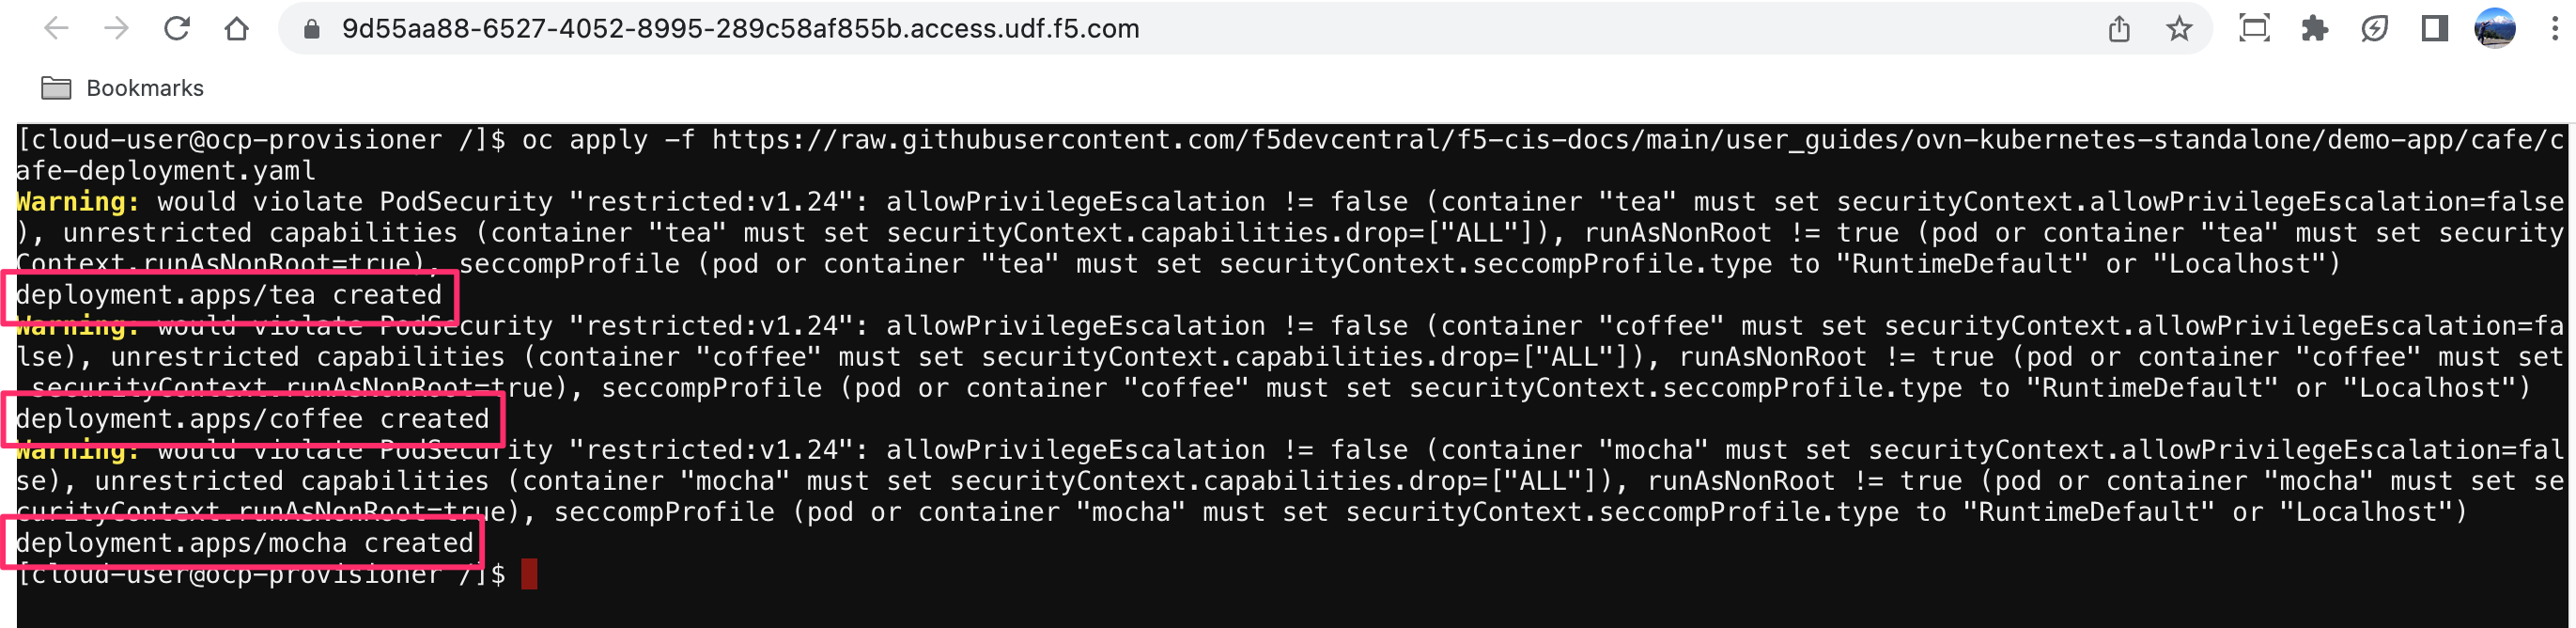 9d55aa88-6527-4052-8995-289c58af855b.access.udf.f5.com
Bookmarks
[cloud-user@ocp-provisioner /]$ oc apply -f https://raw.githubusercontent.com/f5devcentral/f5-cis-docs/main/user_guides/ovn-kubernetes-standalone/demo-app/cafe/c
afe-deployment.yaml
Warning: would violate PodSecurity "restricted:v1.24": allowPrivilegeEscalation != false (container "tea" must set securityContext.allowPrivilegeEscalation=false
), unrestricted capabilities (container "tea" must set securityContext.capabilities.drop=["ALL"]), runAsNonRoot != true (pod or container "tea" must set security
Context.runAsNonRoot=true), seccompProfile (pod or container "tea" must set securityContext.seccompProfile.type to "RuntimeDefault" or "Localhost")
deployment.apps/tea created
Warning: would violate PodSecurity "restricted:v1.24": allowPrivilegeEscalation != false (container "coffee" must set securityContext.allowPrivilegeEscalation=fa
lse), unrestricted capabilities (container "coffee" must set securityContext.capabilities.drop=["ALL"]), runAsNonRoot != true (pod or container "coffee" must set
 securityContext.runAsNonRoot=true), seccompProfile (pod or container "coffee" must set securityContext.seccompProfile.type to "RuntimeDefault" or "Localhost")
deployment.apps/coffee created
Warning: would violate PodSecurity "restricted:v1.24": allowPrivilegeEscalation != false (container "mocha" must set securityContext.allowPrivilegeEscalation=fal
se), unrestricted capabilities (container "mocha" must set securityContext.capabilities.drop=["ALL"]), runAsNonRoot != true (pod or container "mocha" must set se
curityContext.runAsNonRoot=true), seccompProfile (pod or container "mocha" must set securityContext.seccompProfile.type to "RuntimeDefault" or "Localhost")
deployment.apps/mocha created
[cloud-user@ocp-provisioner /]$